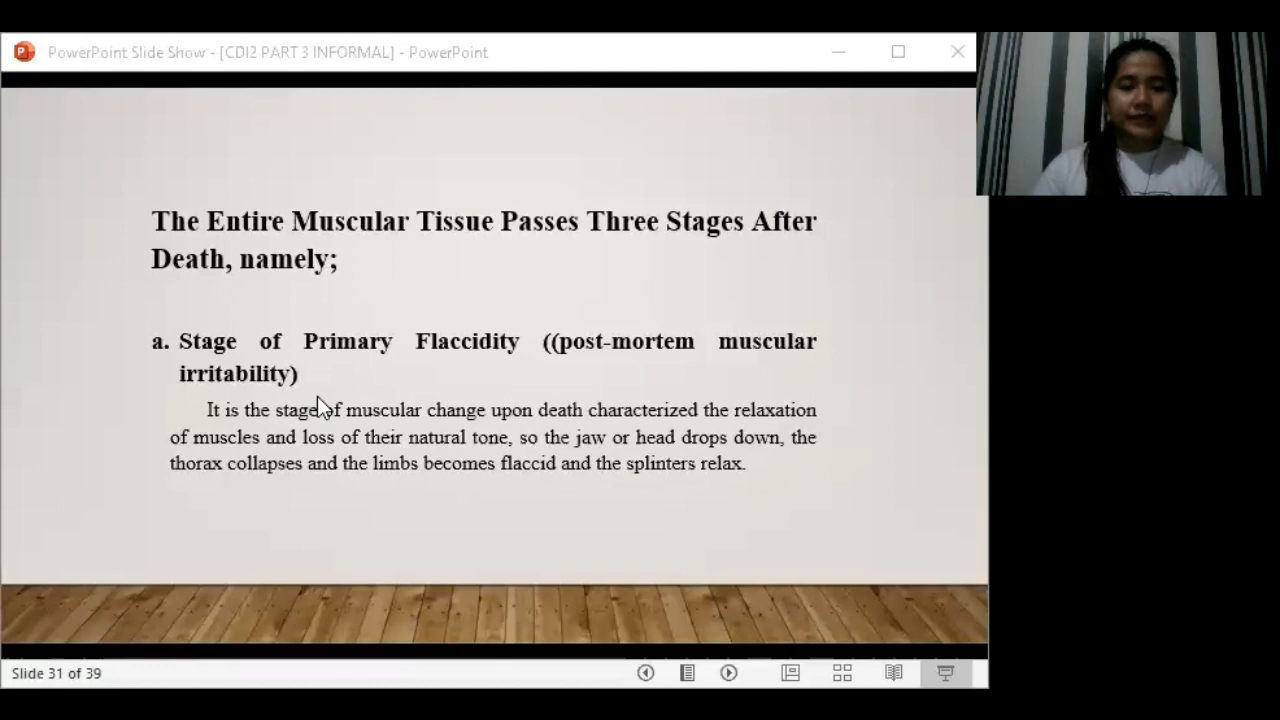 PowerPoint Slide Show - [CDI2 PART 3 INFORMAL] - PowerPoint
The Entire Muscular Tissue Passes Three Stages After
Death, namely;
a. Stage of Primary Flaccidity ((post-mortem muscular
irritability)
It is the stage of muscular change upon death characterized the relaxation
of muscles and loss of their natural tone, so the jaw or head drops down, the
thorax collapses and the limbs becomes flaccid and the splinters relax.
Slide 31 of 39